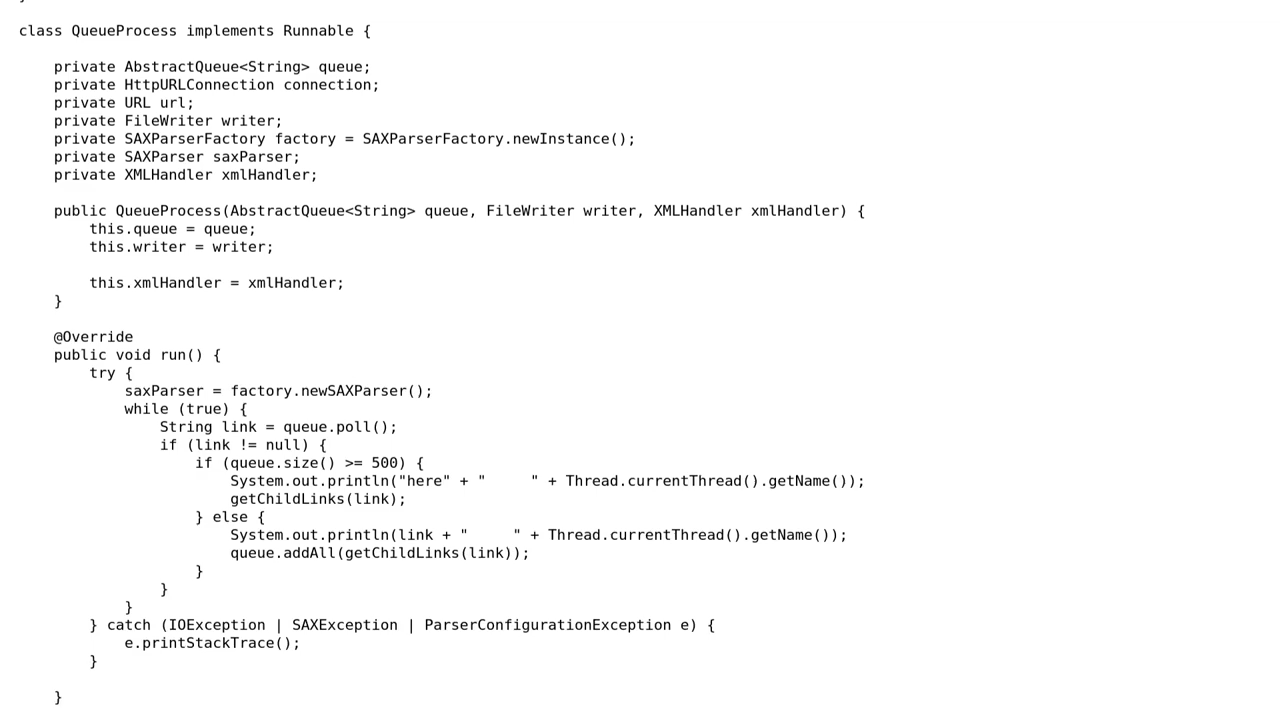 class QueueProcess implements Runnable {
private AbstractQueue<String> queue;
private HttpURLConnection connection;
private URL url;
private FileWriter writer;
private SAXParserFactory factory = SAXParserFactory.newInstance();
private SAXParser saxParser;
private XMLHandler xmlHandler;
public QueueProcess(AbstractQueue<String> queue, FileWriter writer, XMLHandler xmlHandler) {
this.queue = queue;
this.writer = writer;
this.xmlHandler = xmlHandler;
}
@Override
public void run() {
try {
saxParser = factory.newSAXParser();
while (true) {
String link = queue.poll();
if (link != null) {
if (queue.size() >= 500) {
System.out.println("here" + "     " + Thread.currentThread().getName());
getChildLinks(link);
} else {
System.out.println(link + "     " + Thread.currentThread().getName());
queue.addAll(getChildLinks(link));
}
}
}
} catch (IOException | SAXException | ParserConfigurationException e) {
e.printStackTrace();
}
}